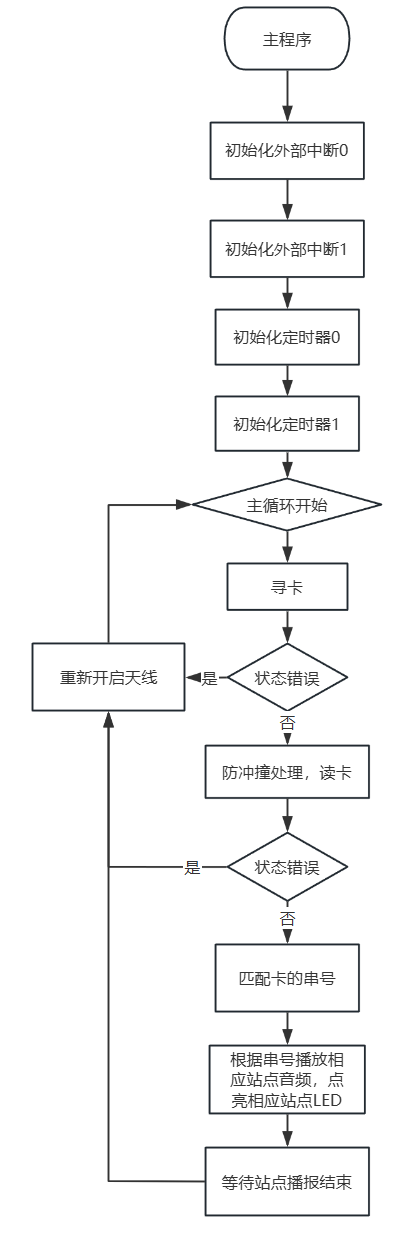 主程序
初始化外部中断0
初始化外部中断1
初始化定时器0
初始化定时器1
主循环开始
寻卡
状态错误
是
重新开启天线
否
防冲撞处理，读卡
状态错误
是
否
匹配卡的串号
根据串号播放相
应站点音频，点
亮相应站点LED
等待站点播报结束